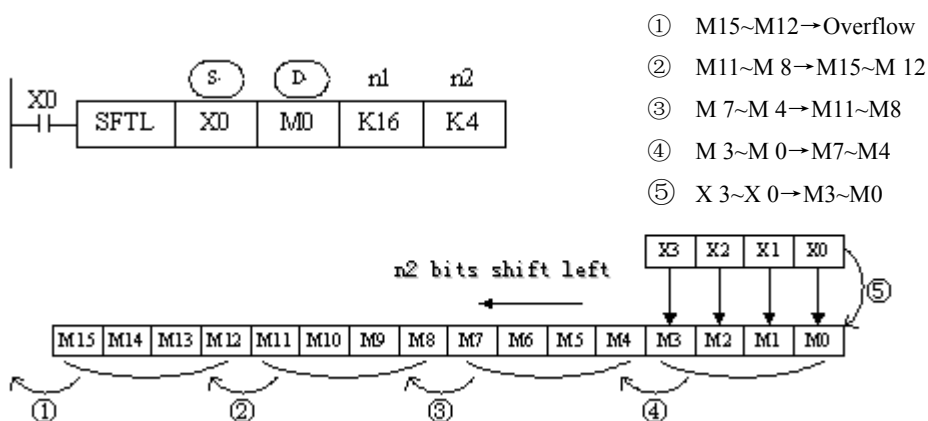 ① M15~M12→Overflow
② M11~M 8→M15~M 12
③ M 7~M 4→M11~M8
④ M 3~M 0→M7~M4
⑤ X 3~X 0→M3~M0
S· D· n1 n2
X0
SFTL X0 M0 K16 K4
X3 X2 X1 X0
n2 bits shift left
⑤
M15 M14 M13 M12 M11 M10 M9 M8 M7 M6 M5 M4 M3 M2 M1 M0
① ② ③ ④